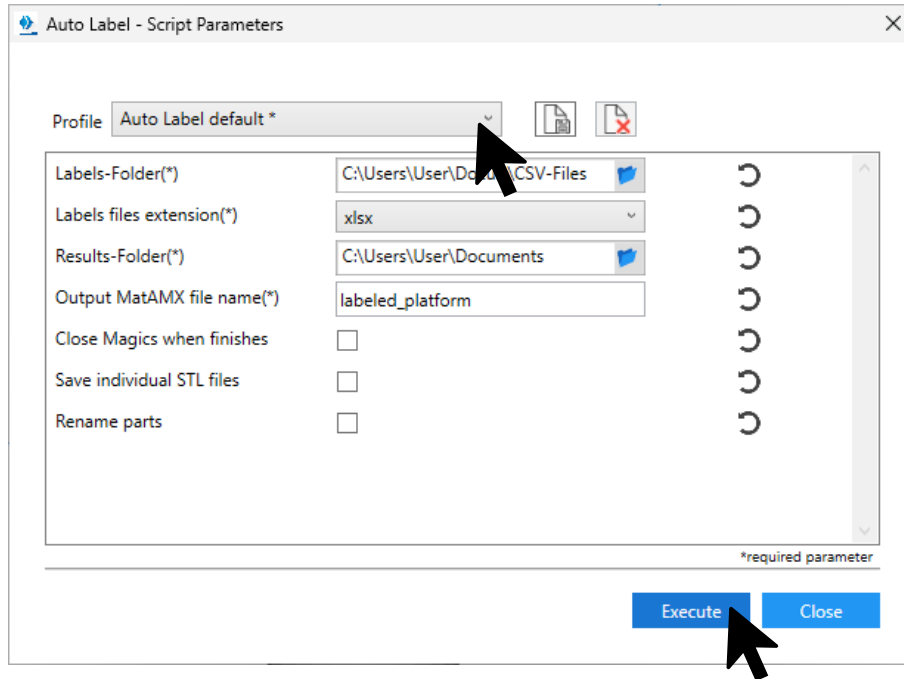 Auto Label - Script Parameters
Profile Auto Label default *
Labels-Folder(*) C:\Users\User\Do \CSV-Files
Labels files extension(*) xlsx
Results-Folder(*) C:\Users\User\Documents
Output MatAMX file name(*) labeled_platform
Close Magics when finishes
Save individual STL files
Rename parts
*required parameter
Execute Close